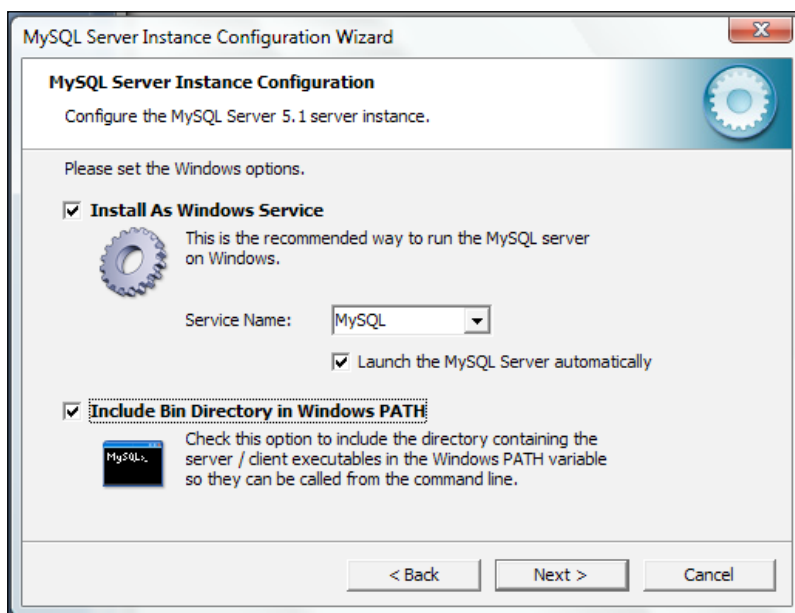 MySQL Server Instance Configuration Wizard
MySQL Server Instance Configuration
Configure the MySQL Server 5.1 server instance.
Please set the Windows options.
Install As Windows Service
This is the recommended way to run the MySQL server
on Windows.
Service Name: MySQL
Launch the MySQL Server automatically
Include Bin Directory in Windows PATH
MySQL>_
Check this option to include the directory containing the
server / client executables in the Windows PATH variable
so they can be called from the command line.
< Back Next > Cancel